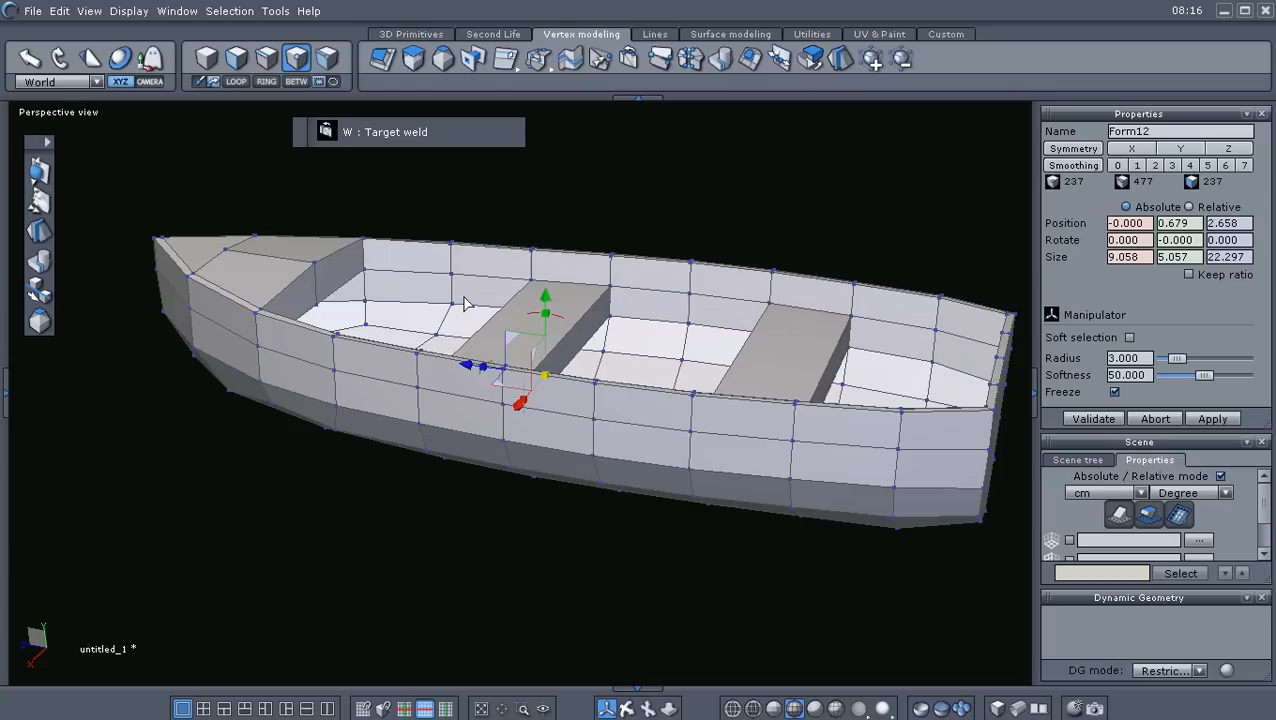 File Edit View Display Window Selection Tools Help 08:16
3D Primitives Second Life Vertex modeling Lines Surface modeling Utilities UV & Paint Custom
World XYZ CAMERA LOOP RING BETW
Perspective view
W : Target weld
Properties
Name Form12
Symmetry X Y Z
Smoothing 0 1 2 3 4 5 6 7
237 477 237
Absolute Relative
Position -0.000 0.679 2.658
Rotate 0.000 -0.000 0.000
Size 9.058 5.057 22.297
Keep ratio
Manipulator
Soft selection
Radius 3.000
Softness 50.000
Freeze
Validate Abort Apply
Scene
Scene tree Properties
Absolute / Relative mode
cm Degree
...
Select
Dynamic Geometry
DG mode: Restric...
Y
Z
X
untitled_1 *